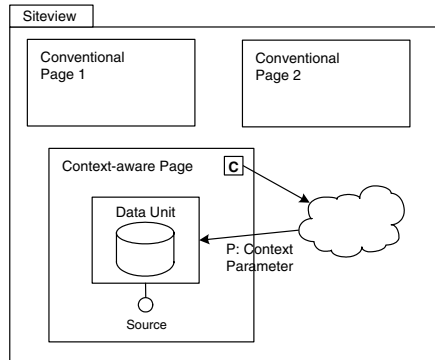 Siteview
Conventional
Page 1
Conventional
Page 2
Context-aware Page
C
Data Unit
P: Context
Parameter
Source